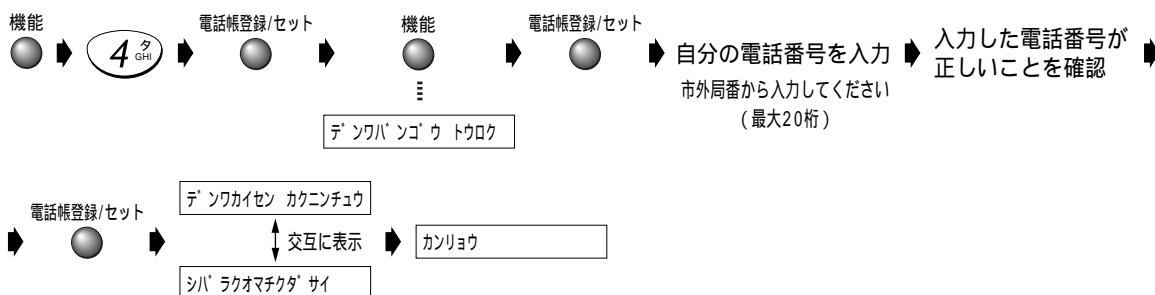 機能
4 タ GHI
電話帳登録/セット
機能
デンワバンゴウ トウロク
電話帳登録/セット
自分の電話番号を入力
市外局番から入力してください
(最大20桁)
入力した電話番号が
正しいことを確認
電話帳登録/セット
デンワカイセン カクニンチュウ
交互に表示
シバラクオマチクダサイ
カンリョウ